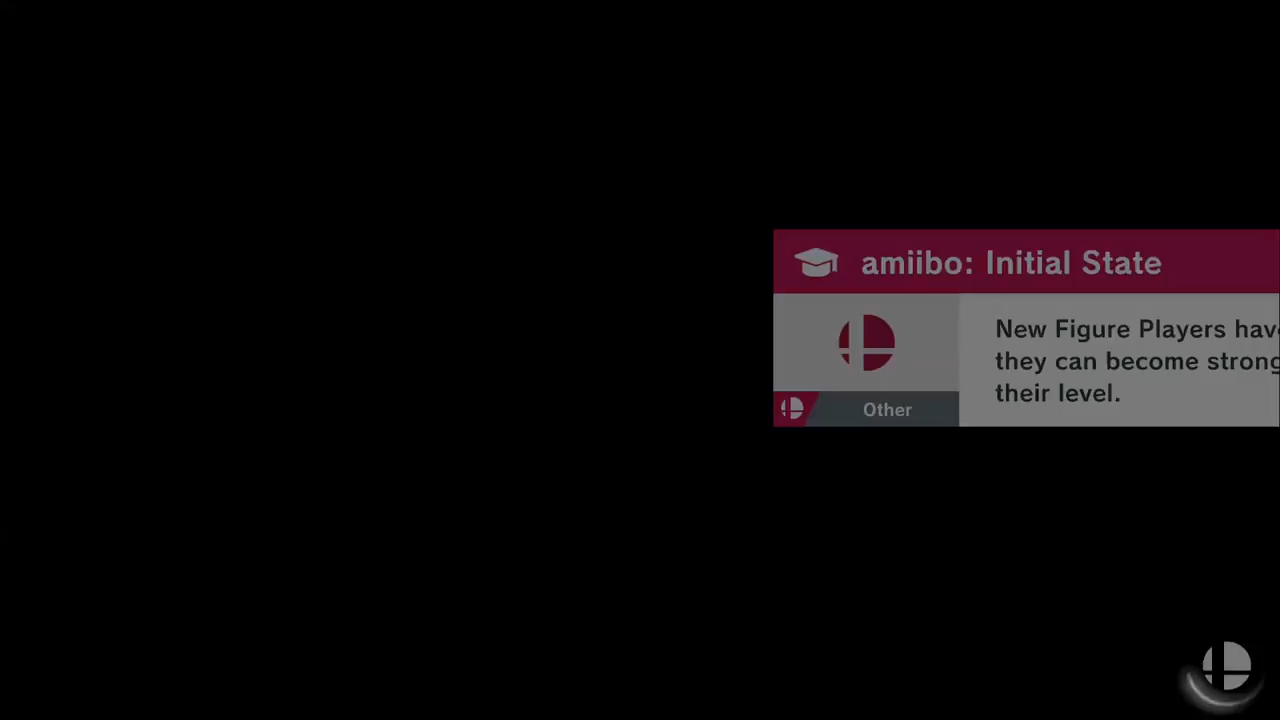 amiibo: Initial State
New Figure Players hav
they can become strong
their level.
Other